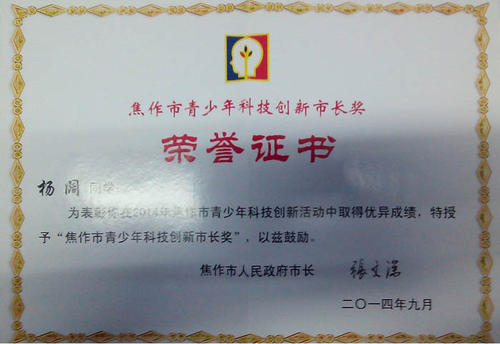 焦作市青少年科技创新市长奖
荣誉证书
杨阔 同学:
为表彰你在2014年焦作市青少年科技创新活动中取得优异成绩，特授
予“焦作市青少年科技创新市长奖”，以兹鼓励。
焦作市人民政府市长
二〇一四年九月